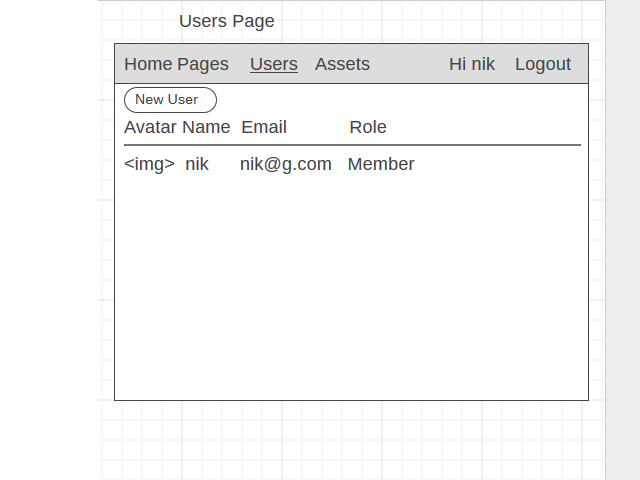 Users Page
Home Pages Users Assets Hi nik Logout
New User
Avatar Name Email Role
<img> nik nik@g.com Member